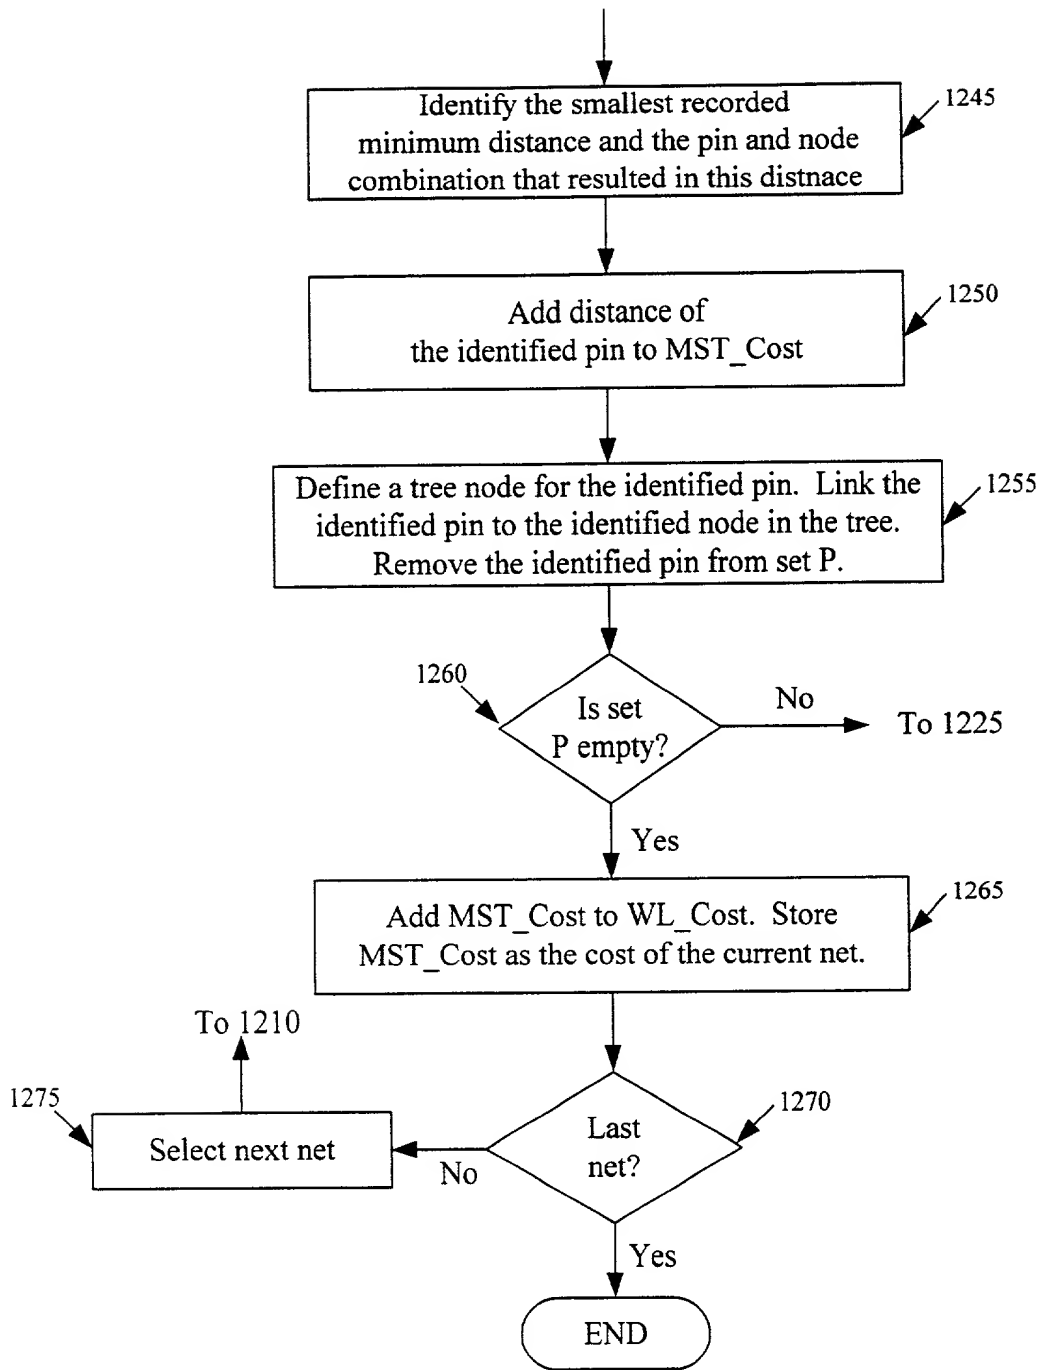 Identify the smallest recorded
minimum distance and the pin and node
combination that resulted in this distnace
1245
Add distance of
the identified pin to MST_Cost
1250
Define a tree node for the identified pin. Link the
identified pin to the identified node in the tree.
Remove the identified pin from set P.
1255
1260
Is set
P empty?
No
To 1225
Yes
Add MST_Cost to WL_Cost. Store
MST_Cost as the cost of the current net.
1265
To 1210
1275
Select next net
No
Last
net?
1270
Yes
END